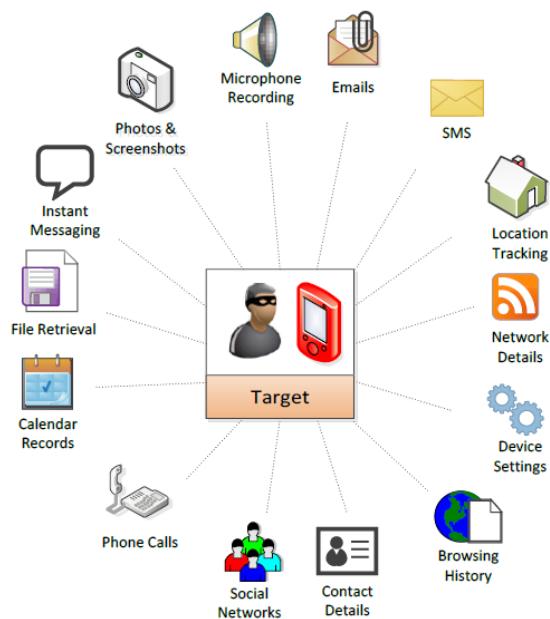 Microphone
Recording
Emails
Photos &
Screenshots
SMS
Instant
Messaging
Location
Tracking
File Retrieval
Network
Details
Target
Calendar
Records
Device
Settings
Phone Calls
Browsing
History
Social
Networks
Contact
Details